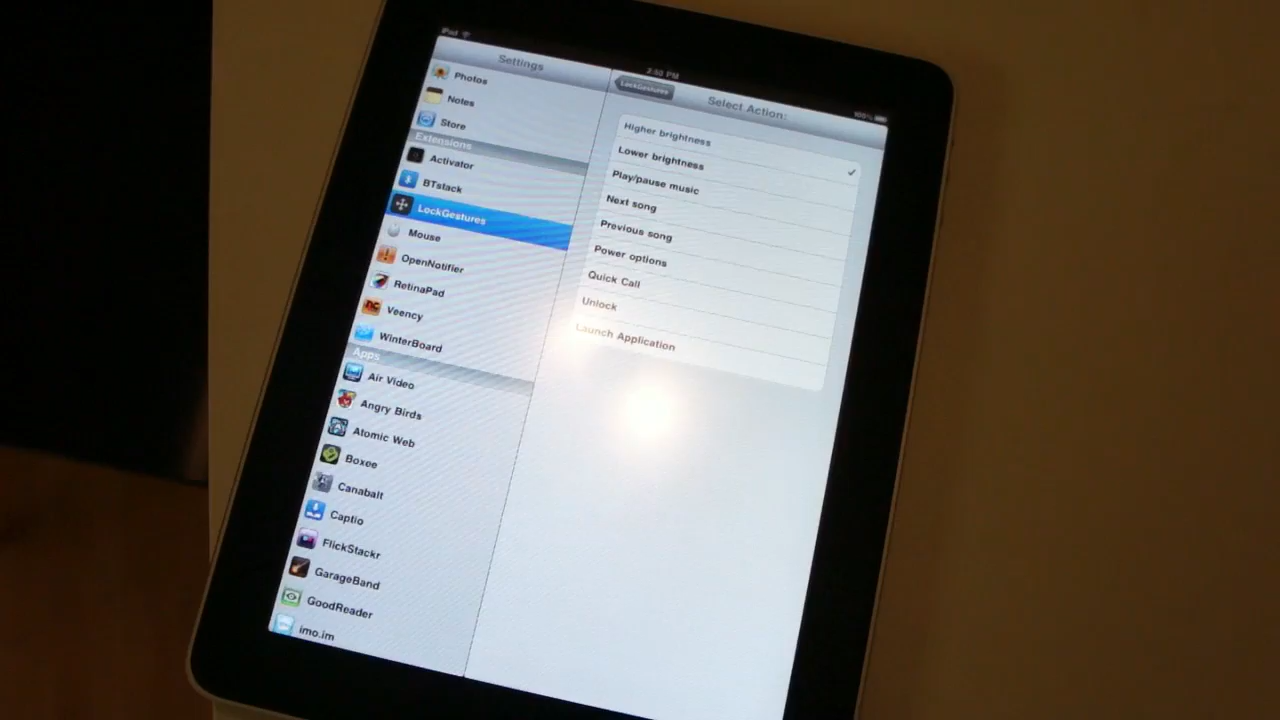 iPad
2:50 PM
100%
Settings
Photos
Notes
Store
Extensions
Activator
BTstack
LockGestures
Mouse
OpenNotifier
RetinaPad
Veency
WinterBoard
Apps
Air Video
Angry Birds
Atomic Web
Boxee
Canabalt
Captio
FlickStackr
GarageBand
GoodReader
imo.im
LockGestures
Select Action:
Higher brightness
Lower brightness
Play/pause music
Next song
Previous song
Power options
Quick Call
Unlock
Launch Application